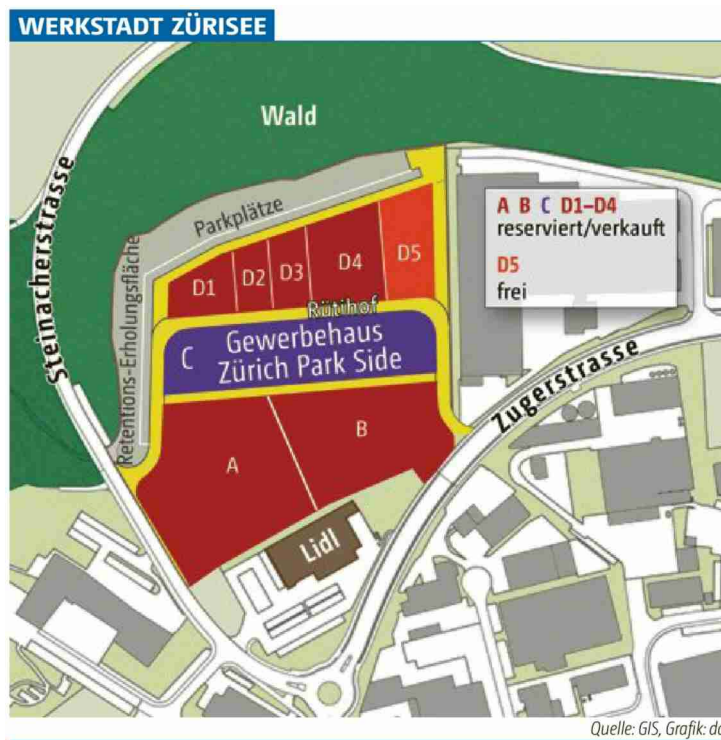 WERKSTADT ZÜRISEE
Wald
Steinacherstrasse
Parkplätze
Retentions-Erholungsfläche
A B C D1–D4
reserviert/verkauft
D5
frei
D1
D2
D3
D4
D5
Rütihof
C
Gewerbehaus
Zürich Park Side
Zugerstrasse
A
B
Lidl
Quelle: GIS, Grafik: